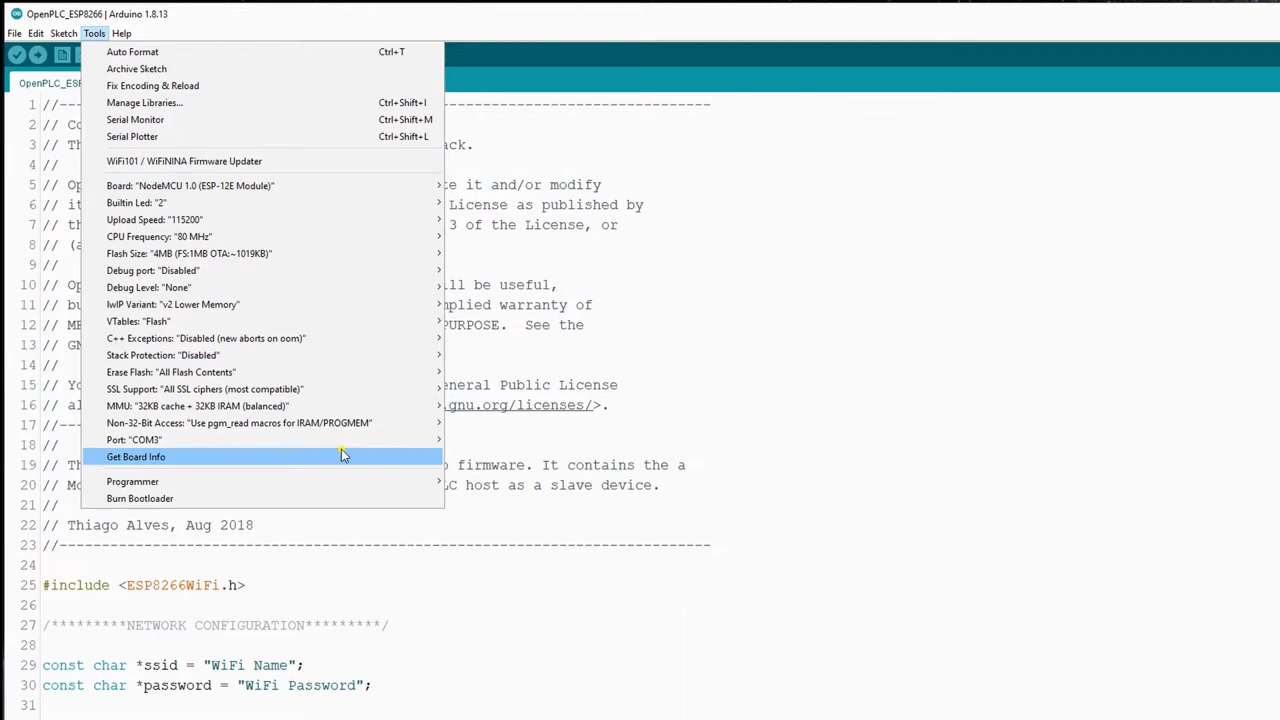 OpenPLC_ESP8266 | Arduino 1.8.13
File Edit Sketch Tools Help
OpenPLC_ES
Auto Format Ctrl+T
Archive Sketch
Fix Encoding & Reload
Manage Libraries... Ctrl+Shift+I
Serial Monitor Ctrl+Shift+M
Serial Plotter Ctrl+Shift+L
WiFi101 / WiFiNINA Firmware Updater
Board: "NodeMCU 1.0 (ESP-12E Module)"
Builtin Led: "2"
Upload Speed: "115200"
CPU Frequency: "80 MHz"
Flash Size: "4MB (FS:1MB OTA:~1019KB)"
Debug port: "Disabled"
Debug Level: "None"
lwIP Variant: "v2 Lower Memory"
VTables: "Flash"
C++ Exceptions: "Disabled (new aborts on oom)"
Stack Protection: "Disabled"
Erase Flash: "All Flash Contents"
SSL Support: "All SSL ciphers (most compatible)"
MMU: "32KB cache + 32KB IRAM (balanced)"
Non-32-Bit Access: "Use pgm_read macros for IRAM/PROGMEM"
Port: "COM3"
Get Board Info
Programmer
Burn Bootloader
1 //---- ----------------------------------
2 // Co
3 // Th ack.
4 //
5 // Op te it and/or modify
6 // it License as published by
7 // th 3 of the License, or
8 // (a
9 //
10 // Op ll be useful,
11 // bu mplied warranty of
12 // ME PURPOSE. See the
13 // GN
14 //
15 // Yo eneral Public License
16 // al .gnu.org/licenses/>.
17 //---- ----------------------------------
18 //
19 // Th o firmware. It contains the a
20 // Mo LC host as a slave device.
21 //
22 // Thiago Alves, Aug 2018
23 //-----------------------------------------------------------------------------
24
25 #include <ESP8266WiFi.h>
26
27 /*********NETWORK CONFIGURATION*********/
28
29 const char *ssid = "WiFi Name";
30 const char *password = "WiFi Password";
31